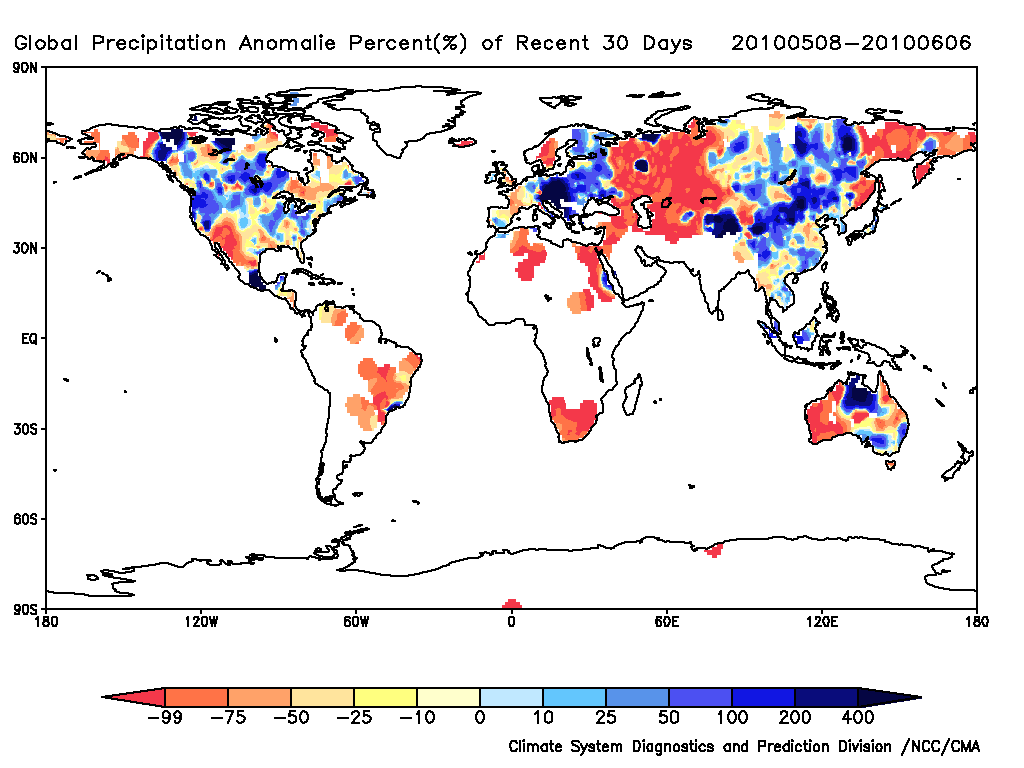 Global Precipitation Anomalie Percent(%) of Recent 30 Days 20100508−20100606
90N
60N
30N
EQ
30S
60S
90S
180 120W 60W 0 60E 120E 180
−99 −75 −50 −25 −10 0 10 25 50 100 200 400
Climate System Diagnostics and Prediction Division /NCC/CMA